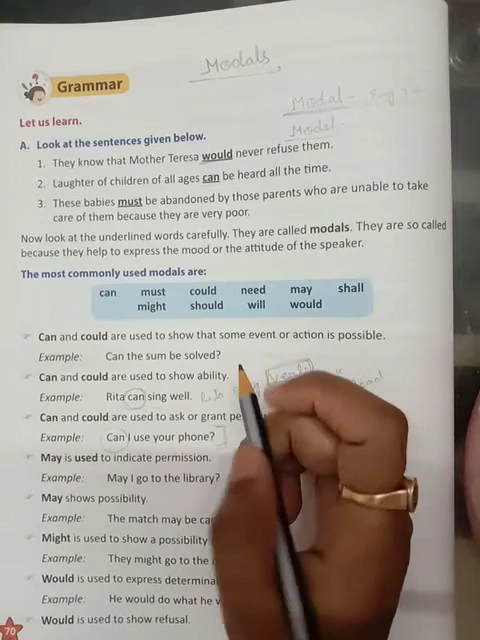 Modals
Grammar
Modal -
Model
Let us learn.
A. Look at the sentences given below.
1. They know that Mother Teresa would never refuse them.
2. Laughter of children of all ages can be heard all the time.
3. These babies must be abandoned by those parents who are unable to take
care of them because they are very poor.
Now look at the underlined words carefully. They are called modals. They are so called
because they help to express the mood or the attitude of the speaker.
The most commonly used modals are:
can must could need may shall
might should will would
Can and could are used to show that some event or action is possible.
Example: Can the sum be solved?
Can and could are used to show ability.
Example: Rita can sing well.
Can and could are used to ask or grant
Example: Can I use your phone?
May is used to indicate permission.
Example: May I go to the library?
May shows possibility.
Example: The match may be
Might is used to show a possibility
Example: They might go to the
Would is used to express
Example: He would do what he
Would is used to show refusal.
70